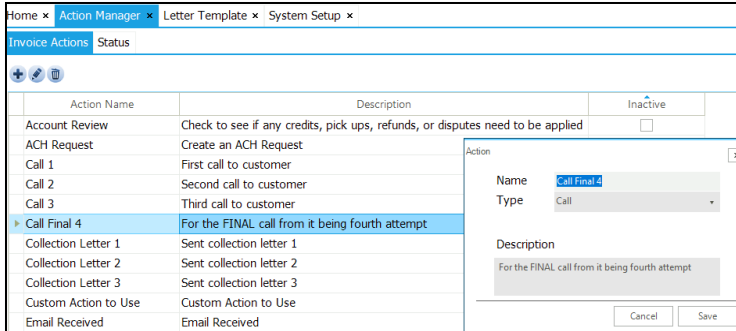 Home × Action Manager × Letter Template × System Setup ×
Invoice Actions Status
Action Name Description Inactive
Account Review Check to see if any credits, pick ups, refunds, or disputes need to be applied
ACH Request Create an ACH Request
Call 1 First call to customer
Call 2 Second call to customer
Call 3 Third call to customer
Call Final 4 For the FINAL call from it being fourth attempt
Collection Letter 1 Sent collection letter 1
Collection Letter 2 Sent collection letter 2
Collection Letter 3 Sent collection letter 3
Custom Action to Use Custom Action to Use
Email Received Email Received
Action
Name Call Final 4
Type Call
Description
For the FINAL call from it being fourth attempt
Cancel Save